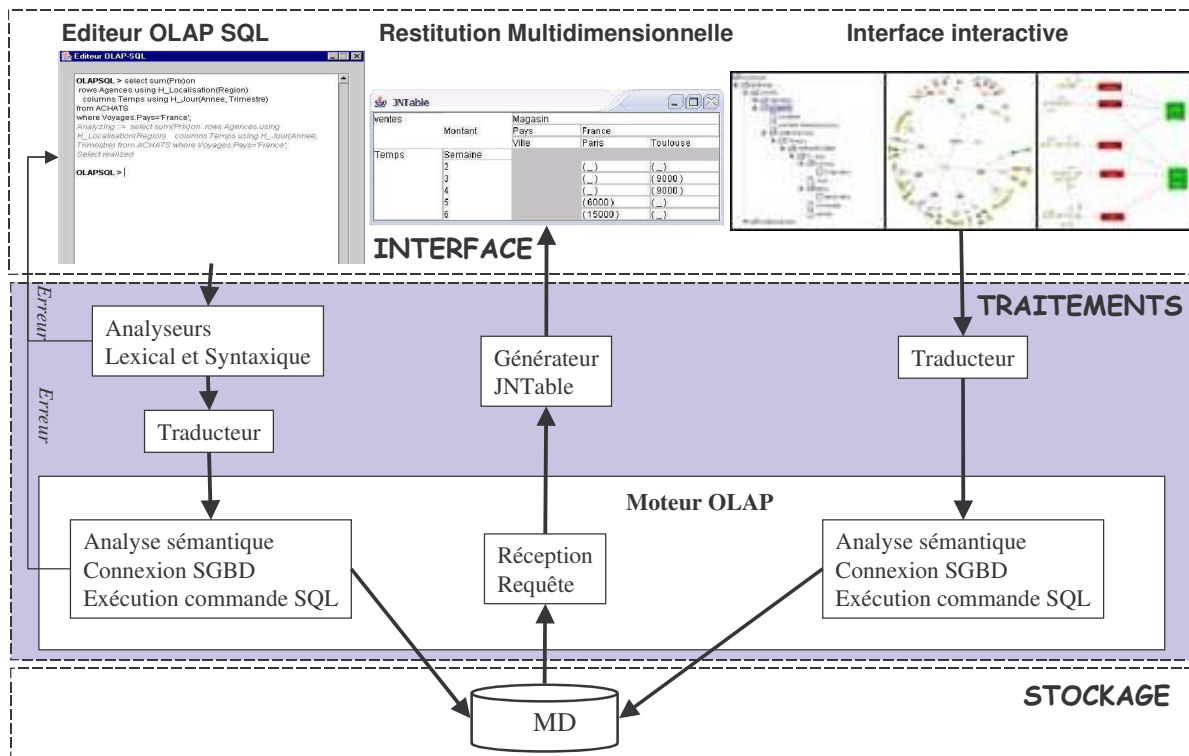 Editeur OLAP SQL
Restitution Multidimensionnelle
Interface interactive
Editeur OLAP-SQL
OLAPSQL > select sum(Prix)on
rows Agences using H_Localisation(Region)
columns Temps using H_Jour(Annee, Trimestre)
from ACHATS
where Voyages.Pays='France';
Analyzing := select sum(Prix)on rows Agences using
H_Localisation(Region) columns Temps using H_Jour(Annee,
Trimestre) from ACHATS where Voyages.Pays='France';
Select realized
OLAPSQL >
JNTable
ventes Magasin
Montant Pays France
Ville Paris Toulouse
Temps Semaine
2 (_) (_)
3 (_) (9000)
4 (_) (9000)
5 (6000) (_)
6 (15000) (_)
INTERFACE
TRAITEMENTS
Erreur
Erreur
Analyseurs
Lexical et Syntaxique
Traducteur
Générateur
JNTable
Traducteur
Moteur OLAP
Analyse sémantique
Connexion SGBD
Exécution commande SQL
Réception
Requête
Analyse sémantique
Connexion SGBD
Exécution commande SQL
MD
STOCKAGE